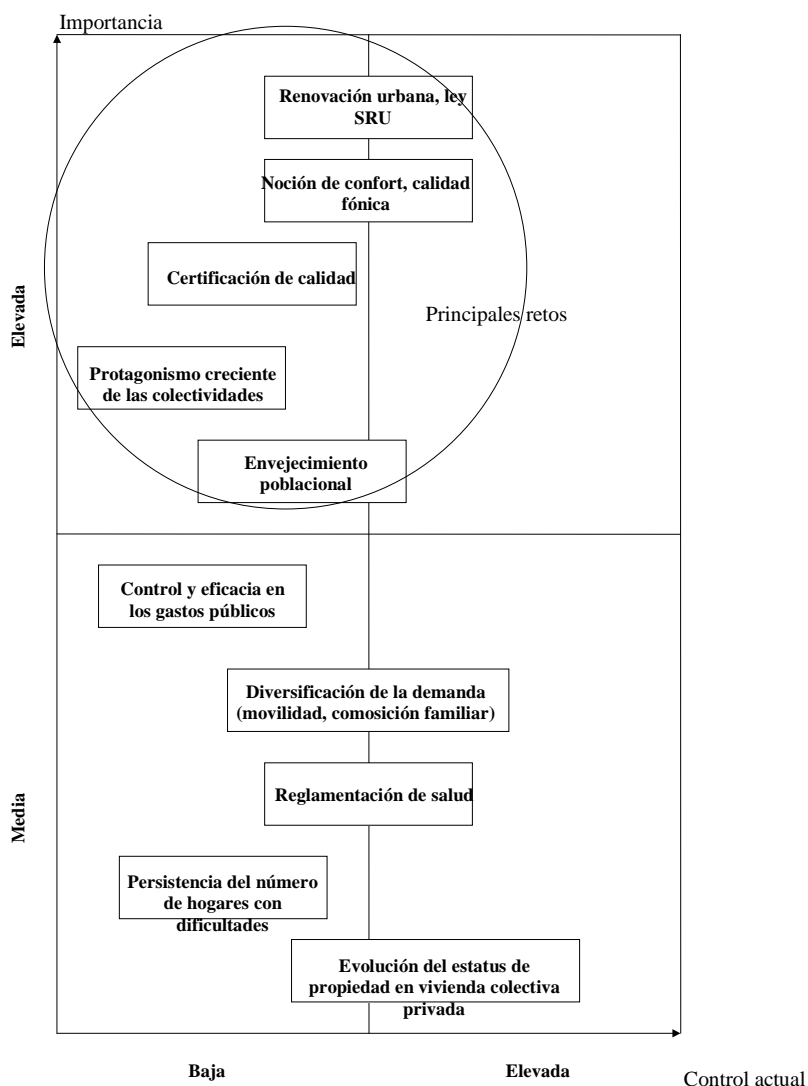 Importancia
Renovación urbana, ley
SRU
Noción de confort, calidad
fónica
Certificación de calidad
Elevada
Principales retos
Protagonismo creciente
de las colectividades
Envejecimiento
poblacional
Control y eficacia en
los gastos públicos
Diversificación de la demanda
(movilidad, comosición familiar)
Media
Reglamentación de salud
Persistencia del número
de hogares con
dificultades
Evolución del estatus de
propiedad en vivienda colectiva
privada
Baja
Elevada
Control actual